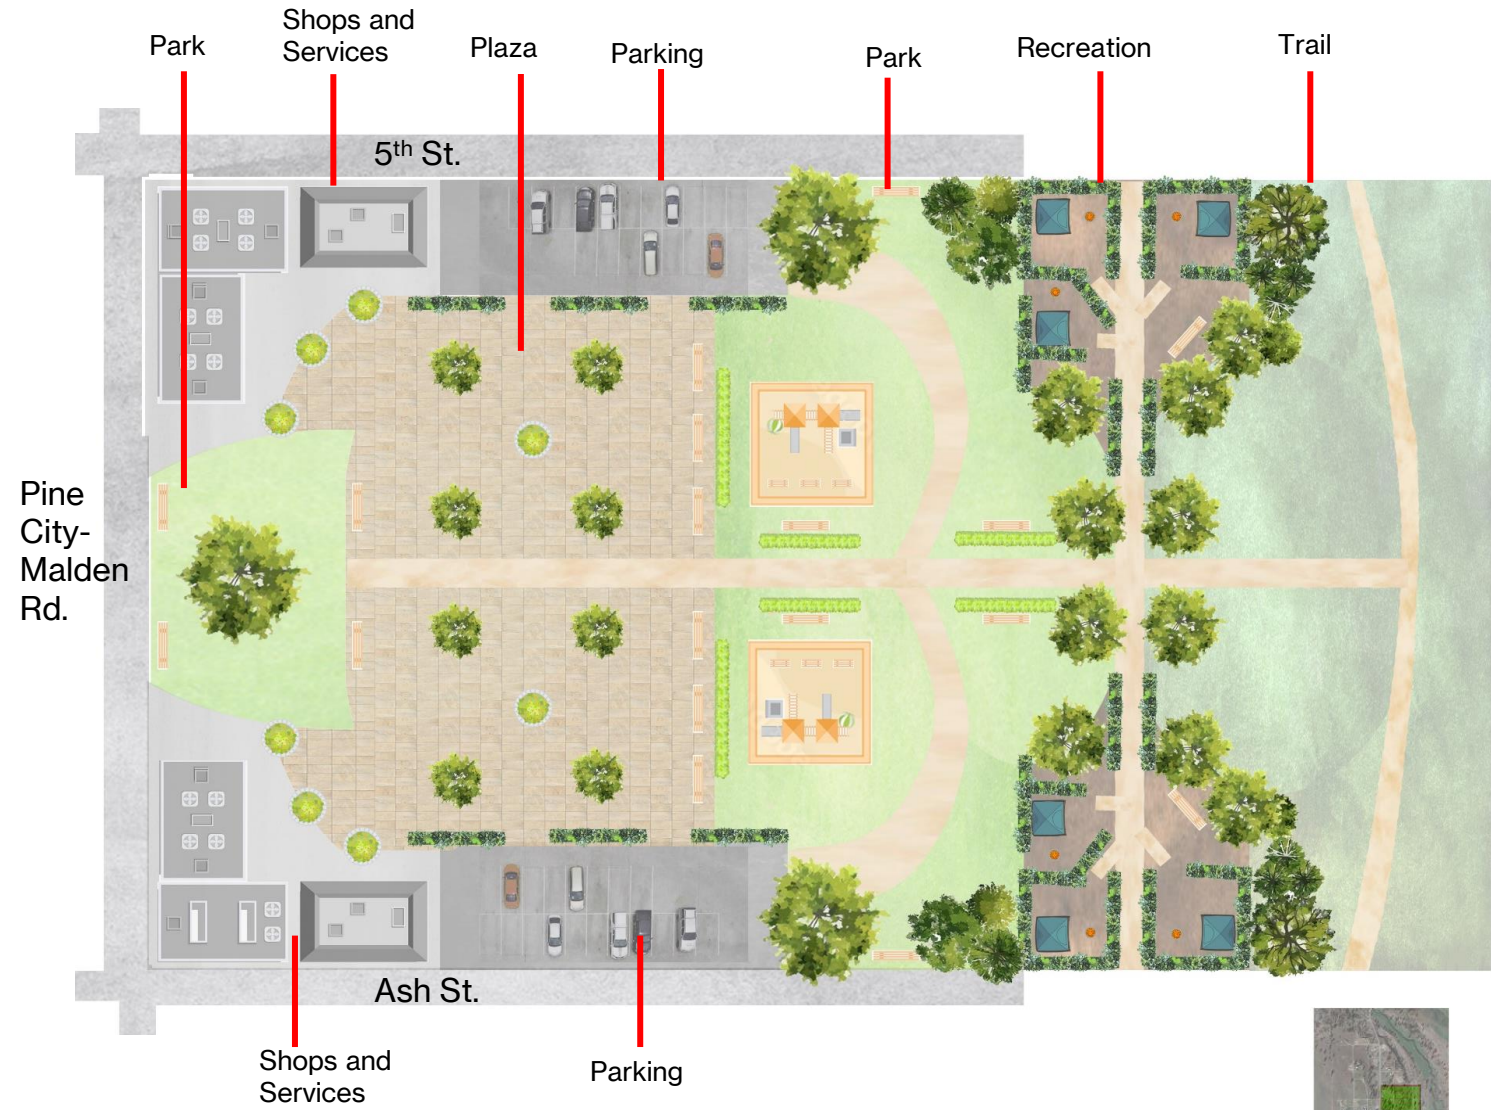 Shops and
Services
Park
Plaza
Parking
Park
Recreation
Trail
5th St.
Pine
City-
Malden
Rd.
Ash St.
Shops and
Services
Parking